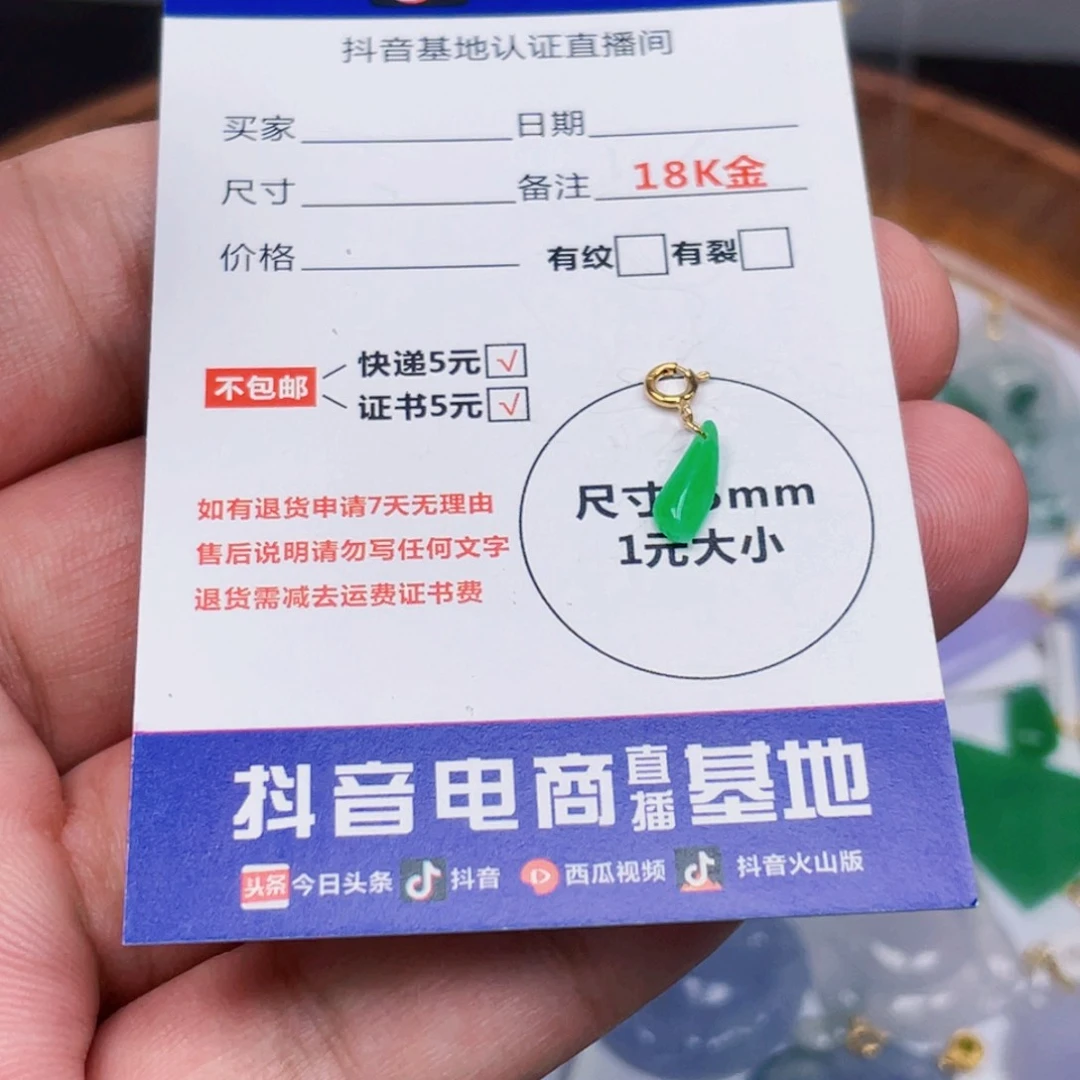 抖音基地认证直播间
买家 日期
尺寸 备注 18K金
价格 有纹 有裂
不包邮 快递5元 √
证书5元 √
如有退货申请7天无理由
售后说明请勿写任何文字
退货需减去运费证书费
尺寸 5mm
1元大小
抖音电商直播基地
头条 今日头条 抖音 西瓜视频 抖音火山版